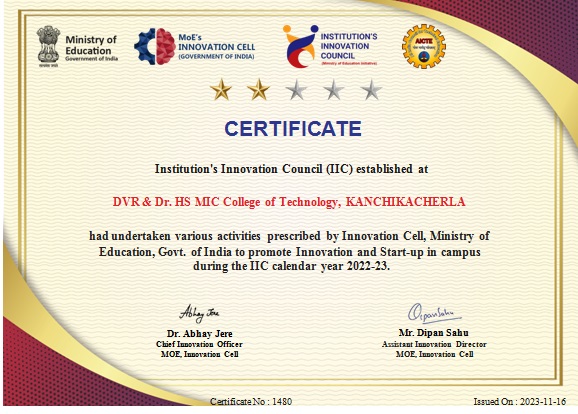 Ministry of
Education
Government of India
MoE's
INNOVATION CELL
(GOVERNMENT OF INDIA)
INSTITUTION'S
INNOVATION
COUNCIL
(Ministry of Education Initiative)
AICTE
CERTIFICATE
Institution's Innovation Council (IIC) established at
DVR & Dr. HS MIC College of Technology, KANCHIKACHERLA
had undertaken various activities prescribed by Innovation Cell, Ministry of
Education, Govt. of India to promote Innovation and Start-up in campus
during the IIC calendar year 2022-23.
Abhay Jere
Dipan Sahu
Dr. Abhay Jere
Chief Innovation Officer
MOE, Innovation Cell
Mr. Dipan Sahu
Assistant Innovation Director
MOE, Innovation Cell
Certificate No : 1480
Issued On : 2023-11-16